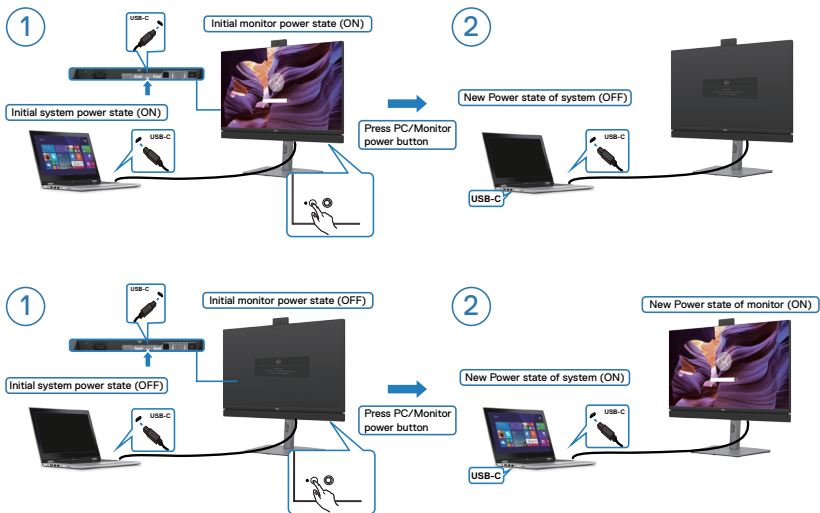 1
USB-C
Initial monitor power state (ON)
Initial system power state (ON)
USB-C
Press PC/Monitor
power button
2
New Power state of system (OFF)
USB-C
USB-C
1
USB-C
Initial monitor power state (OFF)
Initial system power state (OFF)
USB-C
Press PC/Monitor
power button
2
New Power state of monitor (ON)
New Power state of system (ON)
USB-C
USB-C